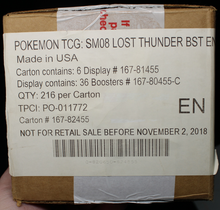 POKEMON TCG: SM08 LOST THUNDER BST EN
Made in USA
Carton contains: 6 Display # 167-81455
Display contains: 36 Boosters # 167-80455-C
QTY: 216 per Carton
TPCI: PO-011772
Carton # 167-82455
EN
NOT FOR RETAIL SALE BEFORE NOVEMBER 2, 2018